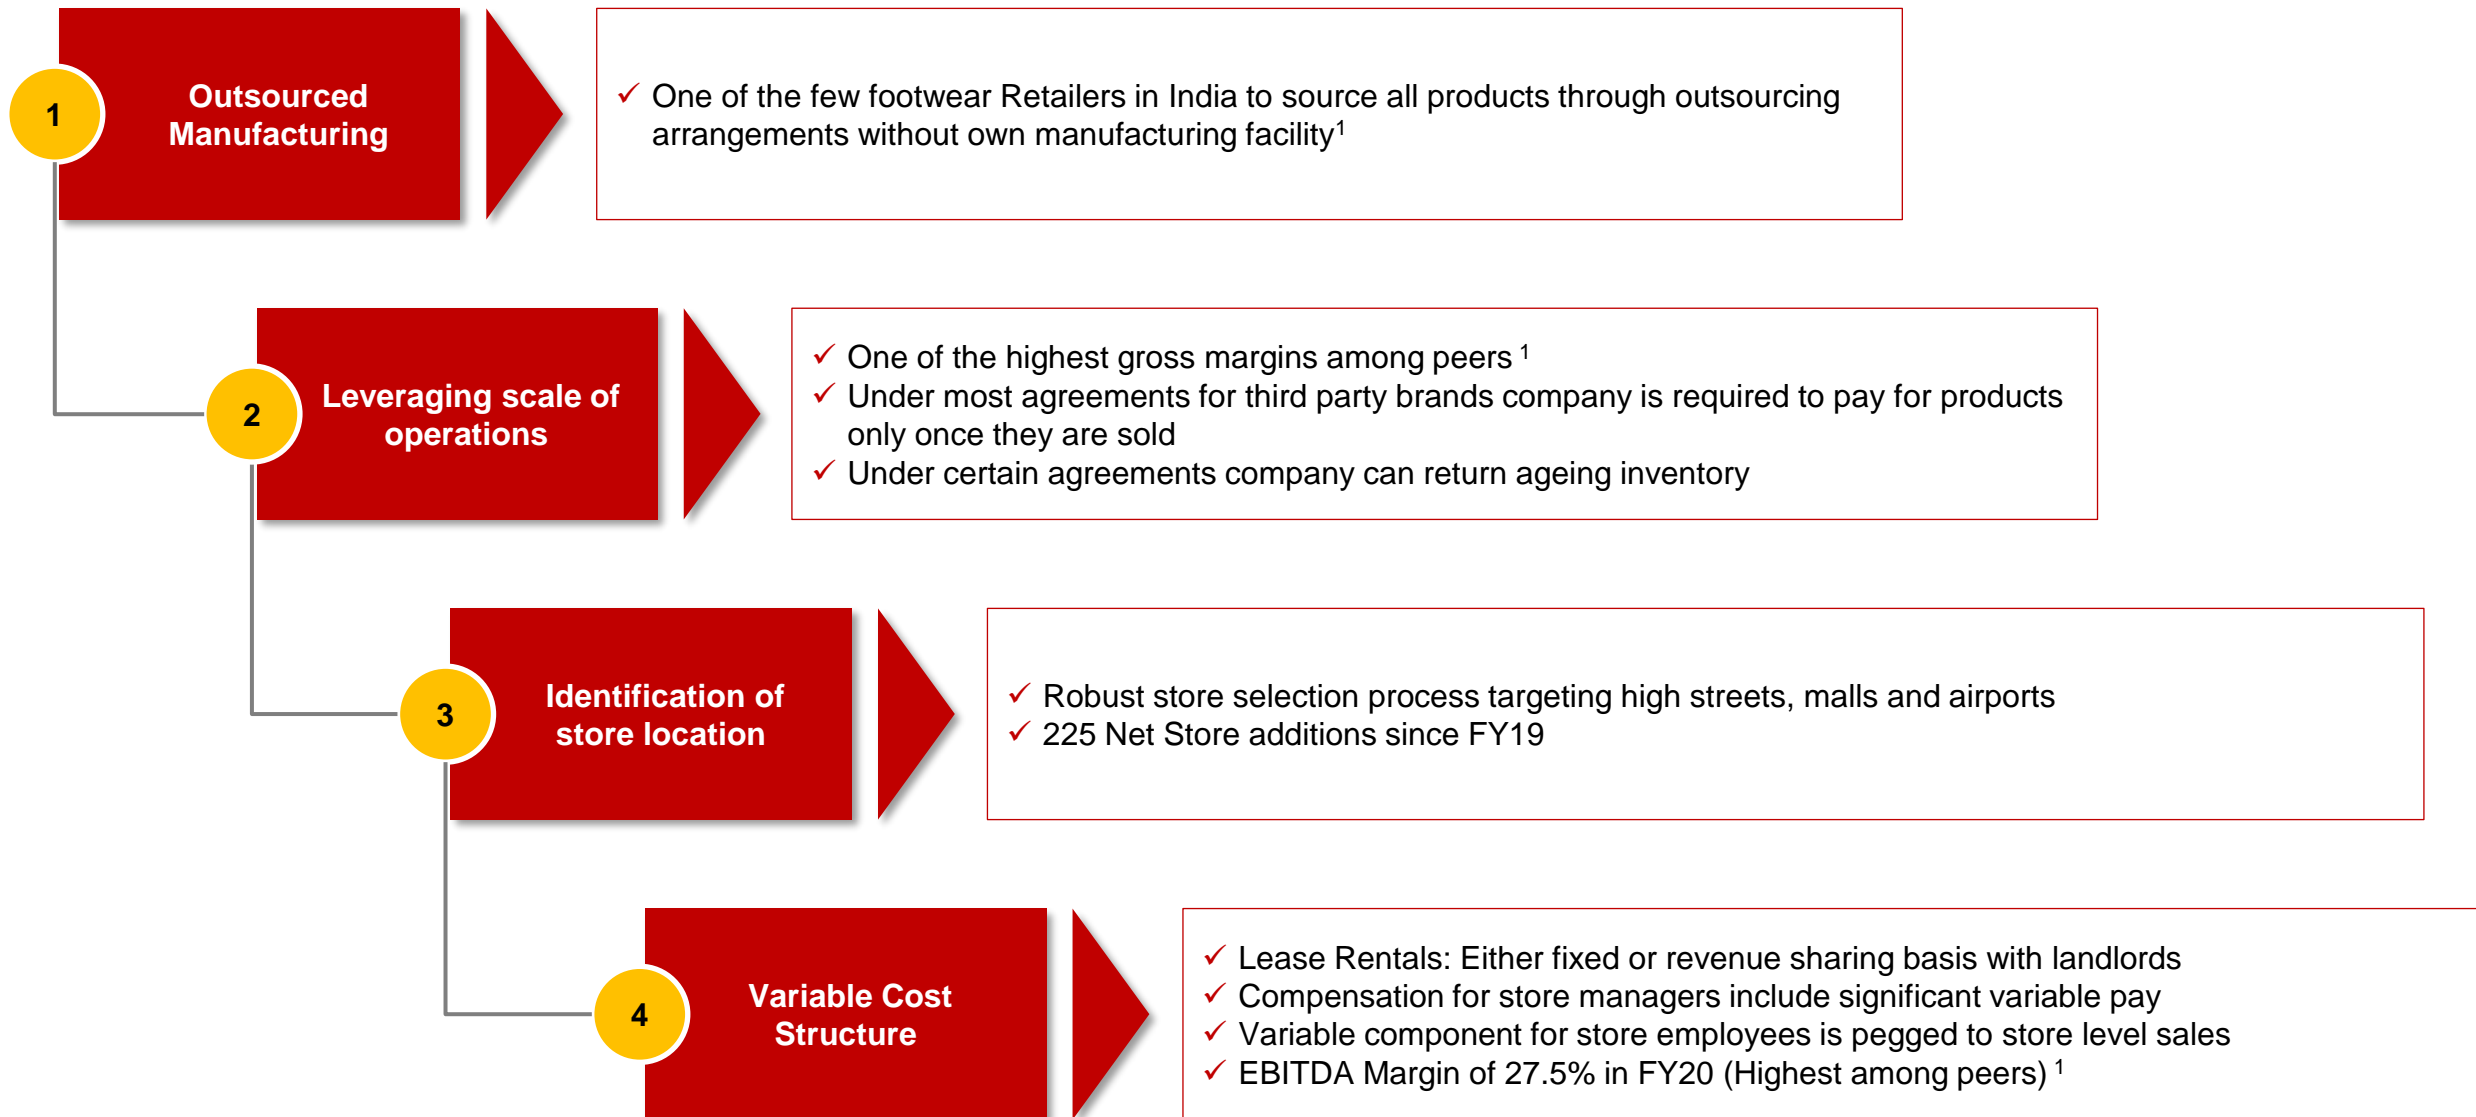 1
Outsourced
Manufacturing
✓ One of the few footwear Retailers in India to source all products through outsourcing
arrangements without own manufacturing facility¹
2
Leveraging scale of
operations
✓ One of the highest gross margins among peers ¹
✓ Under most agreements for third party brands company is required to pay for products
only once they are sold
✓ Under certain agreements company can return ageing inventory
3
Identification of
store location
✓ Robust store selection process targeting high streets, malls and airports
✓ 225 Net Store additions since FY19
4
Variable Cost
Structure
✓ Lease Rentals: Either fixed or revenue sharing basis with landlords
✓ Compensation for store managers include significant variable pay
✓ Variable component for store employees is pegged to store level sales
✓ EBITDA Margin of 27.5% in FY20 (Highest among peers) ¹